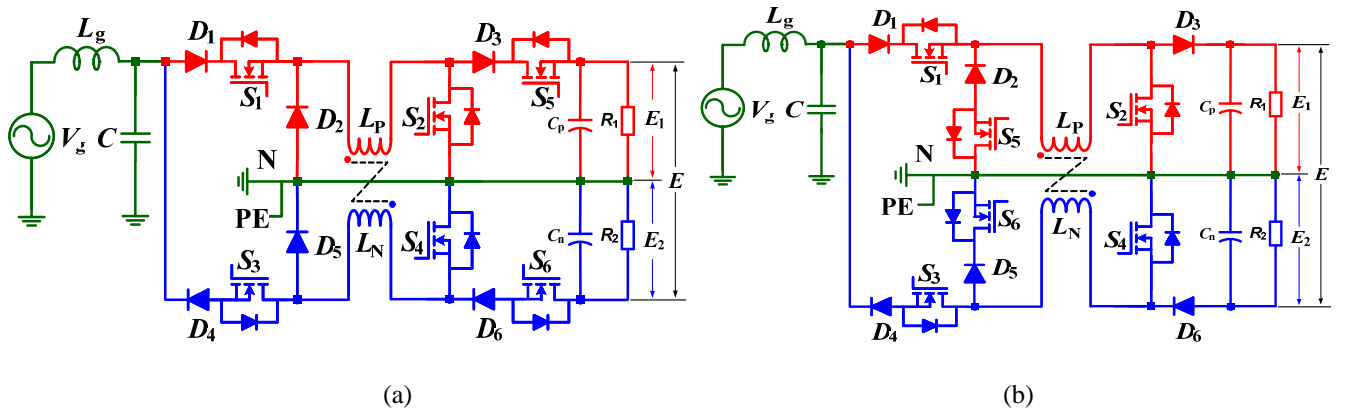 Lg
D1
S1
D2
Vg
C
N
PE
LP
LN
D5
S3
D4
D3
S5
S2
S4
S6
D6
Cp
R1
E1
Cn
R2
E2
E
(a)
Lg
D1
S1
D2
S5
Vg
C
N
PE
S6
D5
S3
D4
LP
LN
D3
S2
S4
D6
Cp
R1
E1
Cn
R2
E2
E
(b)